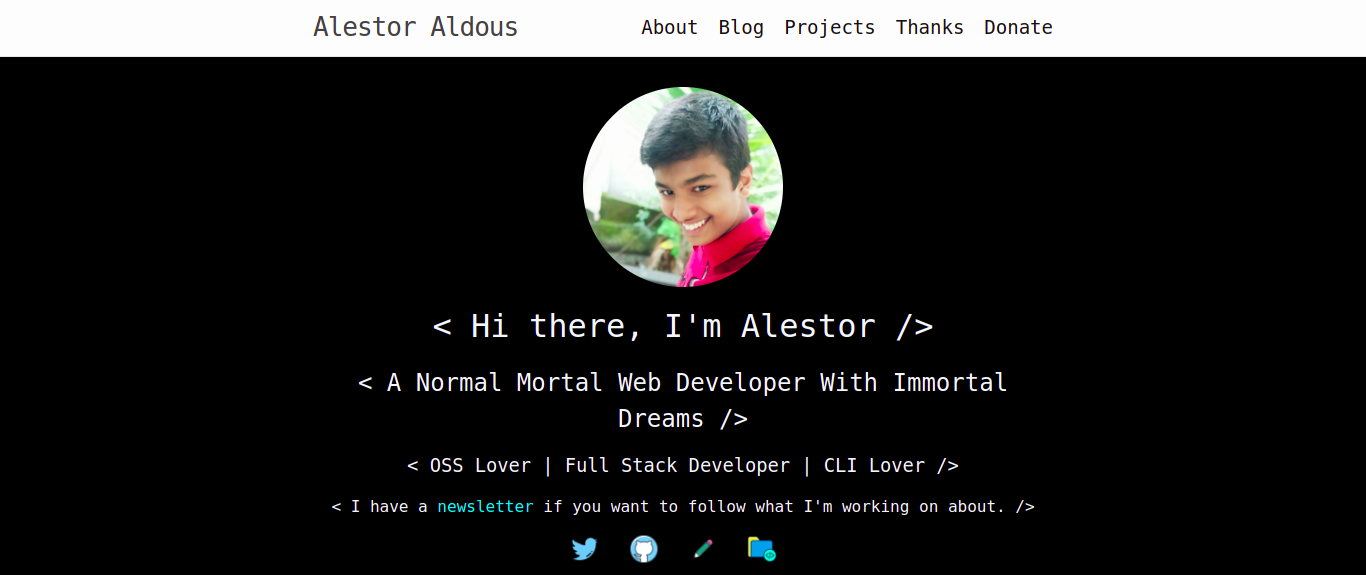 Alestor Aldous
About Blog Projects Thanks Donate
< Hi there, I'm Alestor />
< A Normal Mortal Web Developer With Immortal
Dreams />
< OSS Lover | Full Stack Developer | CLI Lover />
< I have a newsletter if you want to follow what I'm working on about. />